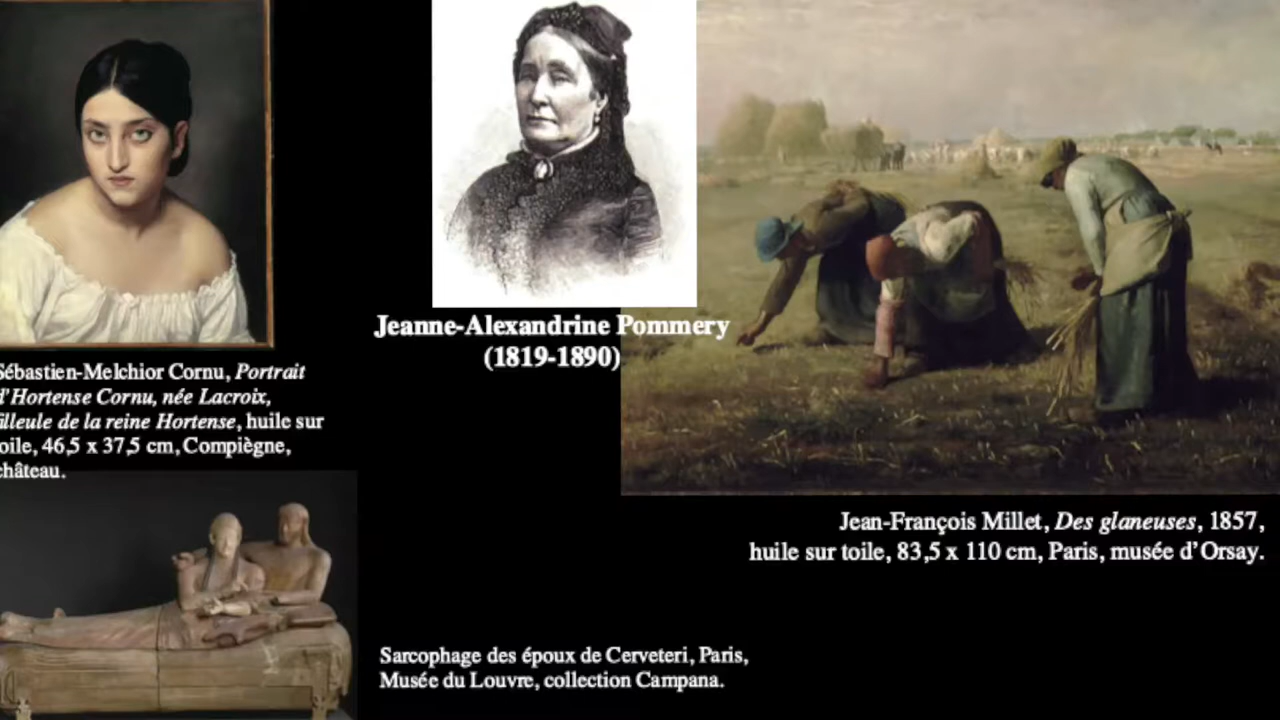 Jeanne-Alexandrine Pommery
(1819-1890)
Sébastien-Melchior Cornu, Portrait
d'Hortense Cornu, née Lacroix,
filleule de la reine Hortense, huile sur
toile, 46,5 x 37,5 cm, Compiègne,
château.
Jean-François Millet, Des glaneuses, 1857,
huile sur toile, 83,5 x 110 cm, Paris, musée d'Orsay.
Sarcophage des époux de Cerveteri, Paris,
Musée du Louvre, collection Campana.